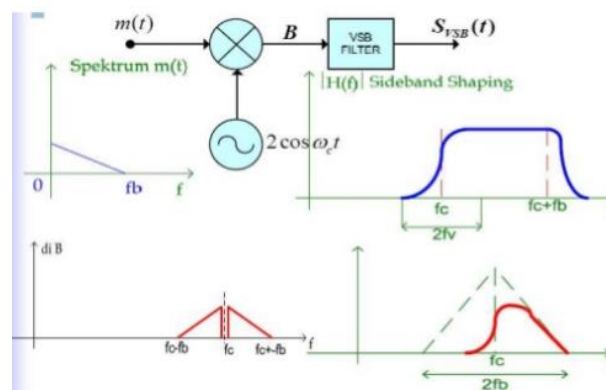 m(t)
B
VSB
FILTER
S_VSB(t)
Spektrum m(t)
|H(f)| Sideband Shaping
2 cos ω_c t
0
fb
f
fc
fc+fb
2fv
di B
fc-fb
fc
fc+-fb
f
fc
2fb